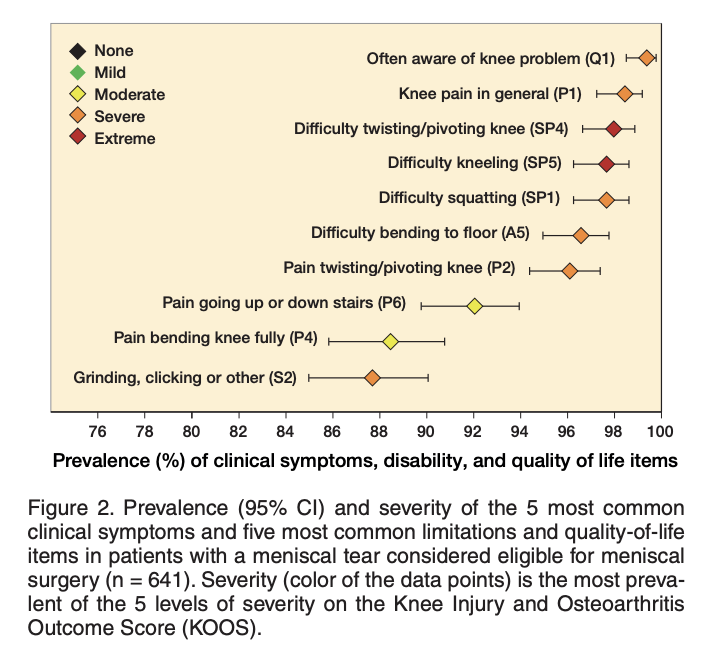 None
Mild
Moderate
Severe
Extreme
Often aware of knee problem (Q1)
Knee pain in general (P1)
Difficulty twisting/pivoting knee (SP4)
Difficulty kneeling (SP5)
Difficulty squatting (SP1)
Difficulty bending to floor (A5)
Pain twisting/pivoting knee (P2)
Pain going up or down stairs (P6)
Pain bending knee fully (P4)
Grinding, clicking or other (S2)
76 78 80 82 84 86 88 90 92 94 96 98 100
Prevalence (%) of clinical symptoms, disability, and quality of life items
Figure 2. Prevalence (95% CI) and severity of the 5 most common
clinical symptoms and five most common limitations and quality-of-life
items in patients with a meniscal tear considered eligible for meniscal
surgery (n = 641). Severity (color of the data points) is the most preva-
lent of the 5 levels of severity on the Knee Injury and Osteoarthritis
Outcome Score (KOOS).